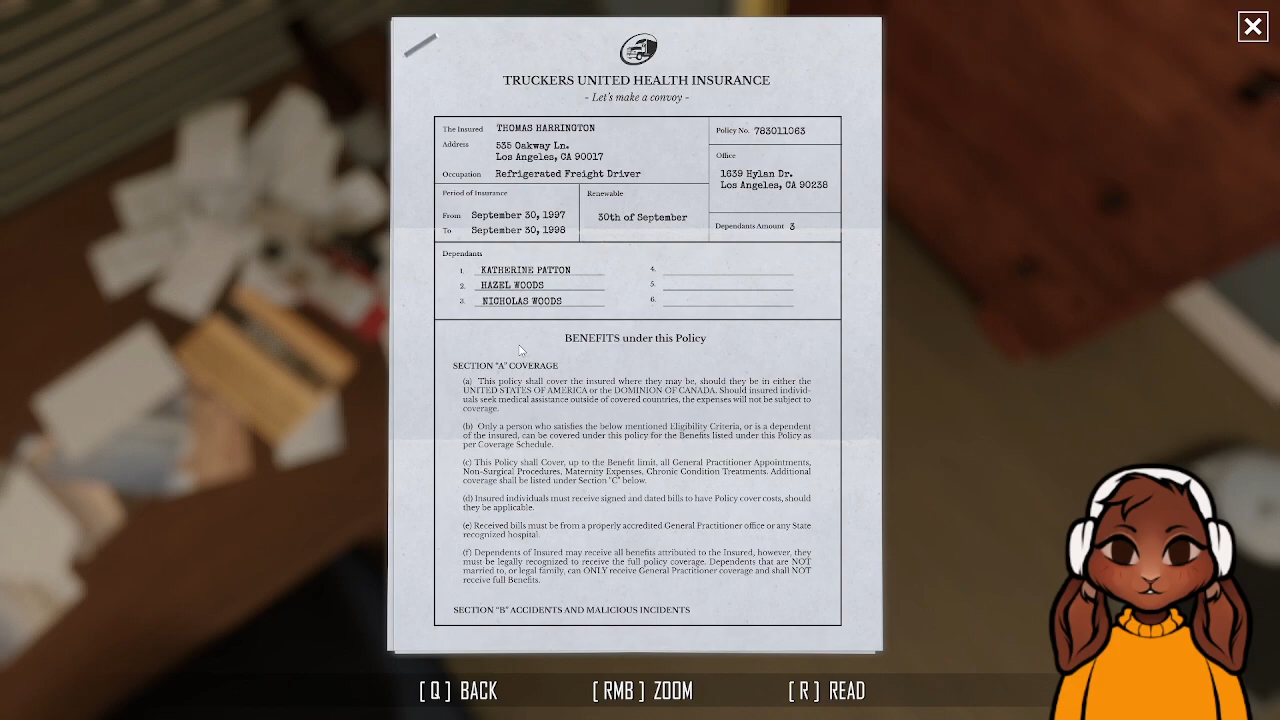 TRUCKERS UNITED HEALTH INSURANCE
- Let's make a convoy -
The Insured THOMAS HARRINGTON
Address 535 Oakway Ln.
Los Angeles, CA 90017
Occupation Refrigerated Freight Driver
Policy No. 783011063
Office
1639 Hylan Dr.
Los Angeles, CA 90238
Period of Insurance
From September 30, 1997
To September 30, 1998
Renewable
30th of September
Dependants Amount 3
Dependants
1. KATHERINE PATTON
2. HAZEL WOODS
3. NICHOLAS WOODS
4.
5.
6.
BENEFITS under this Policy
SECTION "A" COVERAGE
(a) This policy shall cover the insured where they may be, should they be in either the
UNITED STATES OF AMERICA or the DOMINION OF CANADA. Should insured individ-
uals seek medical assistance outside of covered countries, the expenses will not be subject to
coverage.
(b) Only a person who satisfies the below mentioned Eligibility Criteria, or is a dependent
of the insured, can be covered under this policy for the Benefits listed under this Policy as
per Coverage Schedule.
(c) This Policy shall Cover, up to the Benefit limit, all General Practitioner Appointments,
Non-Surgical Procedures, Maternity Expenses, Chronic Condition Treatments. Additional
coverage shall be listed under Section "C" below.
(d) Insured individuals must receive signed and dated bills to have Policy cover costs, should
they be applicable.
(e) Received bills must be from a properly accredited General Practitioner office or any State
recognized hospital.
(f) Dependents of Insured may receive all benefits attributed to the Insured, however, they
must be legally recognized to receive the full policy coverage. Dependents that are NOT
married to, or legal family, can ONLY receive General Practitioner coverage and shall NOT
receive full Benefits.
SECTION "B" ACCIDENTS AND MALICIOUS INCIDENTS
[ Q ] BACK
[ RMB ] ZOOM
[ R ] READ